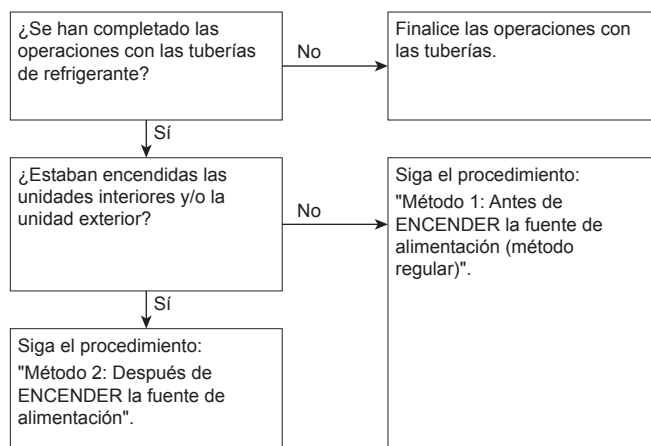 ¿Se han completado las
operaciones con las tuberías
de refrigerante?
No
Finalice las operaciones con
las tuberías.
Sí
¿Estaban encendidas las
unidades interiores y/o la
unidad exterior?
No
Siga el procedimiento:
"Método 1: Antes de
ENCENDER la fuente de
alimentación (método
regular)".
Sí
Siga el procedimiento:
"Método 2: Después de
ENCENDER la fuente de
alimentación".